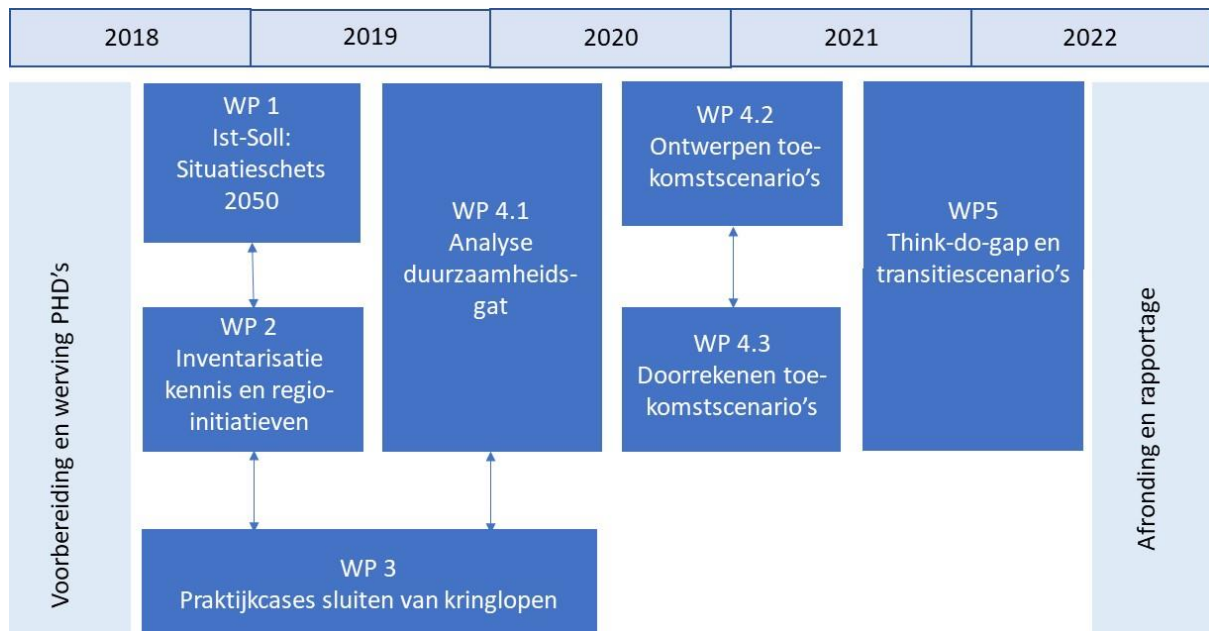 2018
2019
2020
2021
2022
Voorbereiding en werving PHD's
WP 1
Ist-Soll:
Situatieschets
2050
WP 2
Inventarisatie
kennis en regio-
initiatieven
WP 3
Praktijkcases sluiten van kringlopen
WP 4.1
Analyse
duurzaamheids-
gat
WP 4.2
Ontwerpen toe-
komstscenario's
WP 4.3
Doorrekenen toe-
komstscenario's
WP5
Think-do-gap en
transitiescenario's
Afronding en rapportage